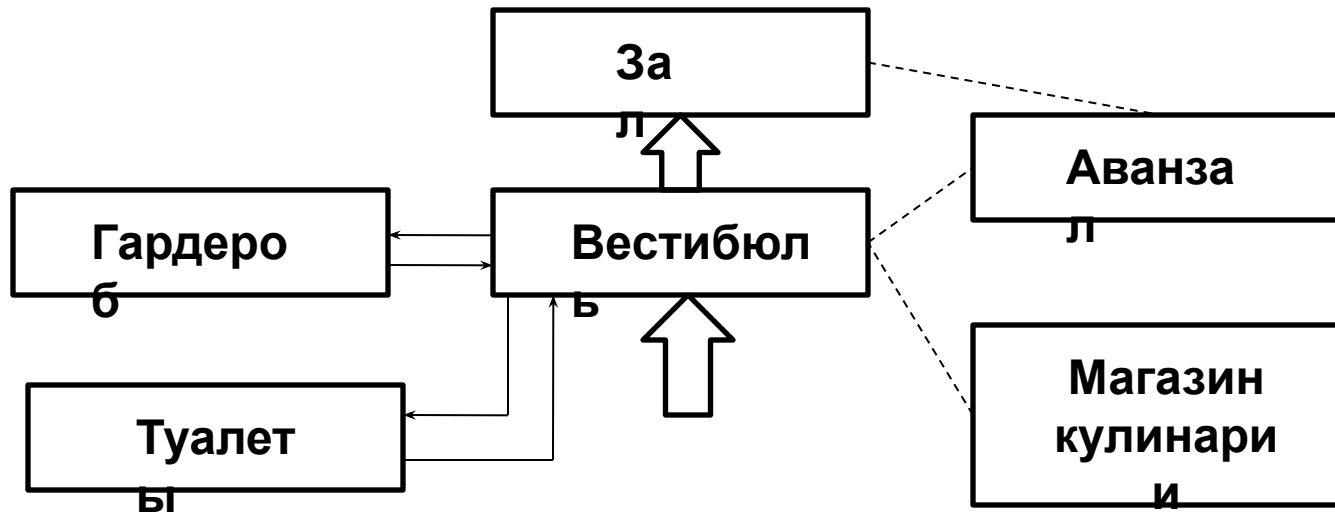 За
л
Аванза
л
Гардеро
б
Вестибюл
ь
Магазин
кулинари
и
Туалет
ы